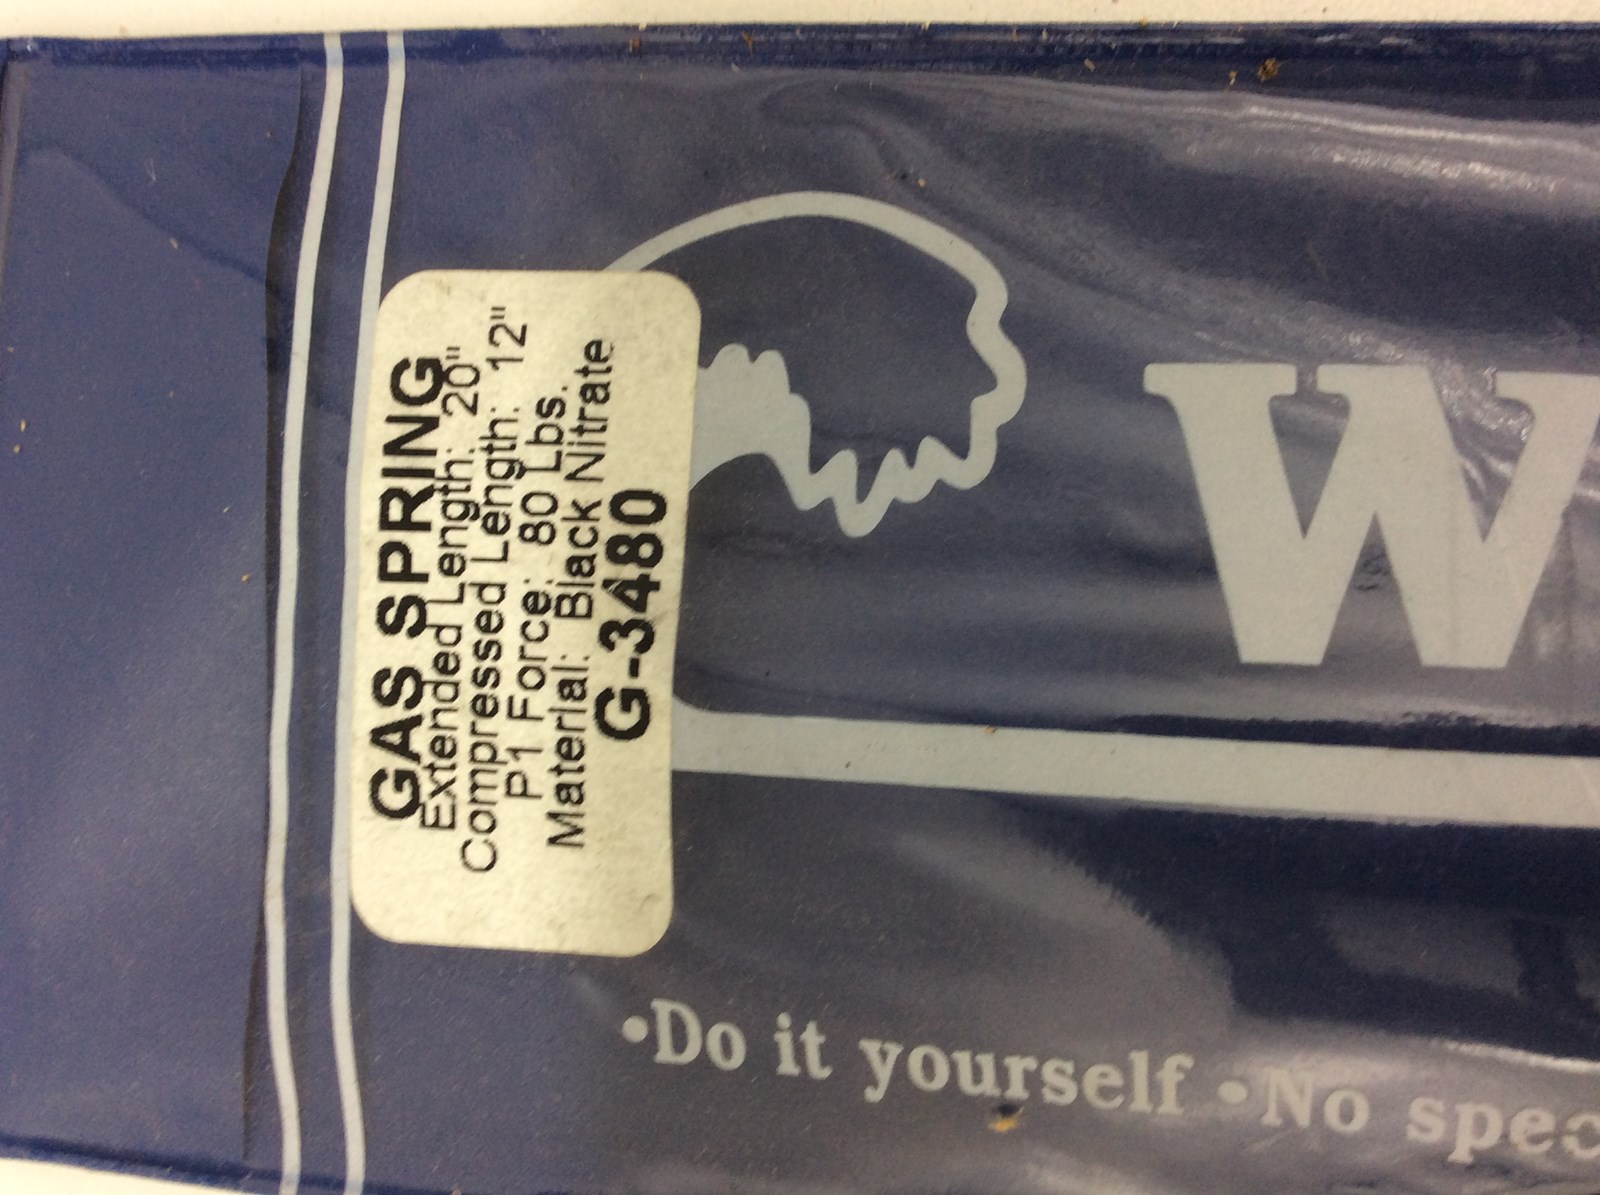 GAS SPRING
Extended Length: 20"
Compressed Length: 12"
P1 Force: 80 Lbs.
Material: Black Nitrate
G-3480
W
•Do it yourself •No spec